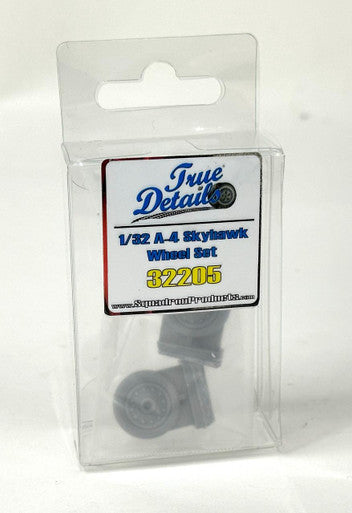 True
Details
1/32 A-4 Skyhawk
Wheel Set
32205
www.SquadronProducts.com